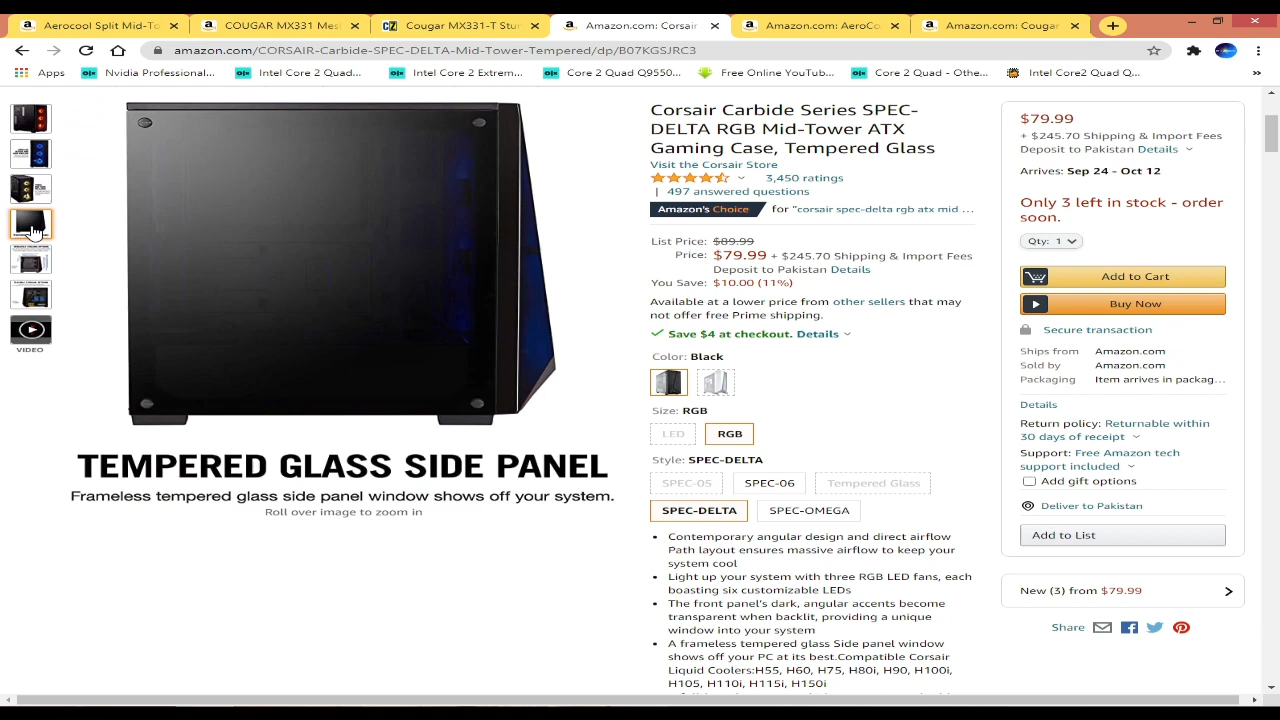 Aerocool Split Mid-To
COUGAR MX331 Mesh
Cougar MX331-T Stun
Amazon.com: Corsair
Amazon.com: AeroCo
Amazon.com: Cougar
amazon.com/CORSAIR-Carbide-SPEC-DELTA-Mid-Tower-Tempered/dp/B07KGSJRC3
Apps
Nvidia Professional...
Intel Core 2 Quad...
Intel Core 2 Extrem...
Core 2 Quad Q9550...
Free Online YouTub...
Core 2 Quad - Othe...
Intel Core2 Quad Q...
VIDEO
TEMPERED GLASS SIDE PANEL
Frameless tempered glass side panel window shows off your system.
Roll over image to zoom in
Corsair Carbide Series SPEC-
DELTA RGB Mid-Tower ATX
Gaming Case, Tempered Glass
Visit the Corsair Store
3,450 ratings
| 497 answered questions
Amazon's Choice for "corsair spec-delta rgb atx mid ...
List Price: $89.99
Price: $79.99 + $245.70 Shipping & Import Fees
Deposit to Pakistan Details
You Save: $10.00 (11%)
Available at a lower price from other sellers that may
not offer free Prime shipping.
Save $4 at checkout. Details
Color: Black
Size: RGB
LED
RGB
Style: SPEC-DELTA
SPEC-05
SPEC-06
Tempered Glass
SPEC-DELTA
SPEC-OMEGA
• Contemporary angular design and direct airflow
Path layout ensures massive airflow to keep your
system cool
• Light up your system with three RGB LED fans, each
boasting six customizable LEDs
• The front panel's dark, angular accents become
transparent when backlit, providing a unique
window into your system
• A frameless tempered glass Side panel window
shows off your PC at its best.Compatible Corsair
Liquid Coolers:H55, H60, H75, H80i, H90, H100i,
H105, H110i, H115i, H150i
$79.99
+ $245.70 Shipping & Import Fees
Deposit to Pakistan Details
Arrives: Sep 24 - Oct 12
Only 3 left in stock - order
soon.
Qty: 1
Add to Cart
Buy Now
Secure transaction
Ships from Amazon.com
Sold by Amazon.com
Packaging Item arrives in packag...
Details
Return policy: Returnable within
30 days of receipt
Support: Free Amazon tech
support included
Add gift options
Deliver to Pakistan
Add to List
New (3) from $79.99
Share